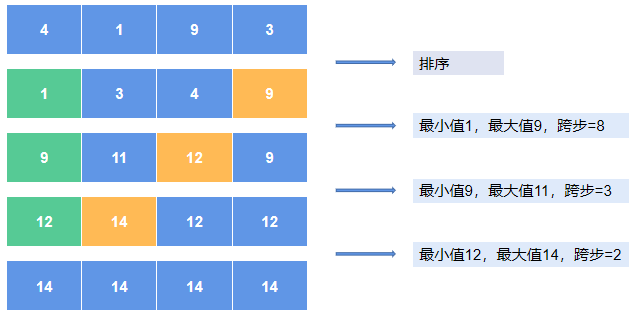 4 1 9 3
排序
1 3 4 9
最小值1，最大值9，跨步=8
9 11 12 9
最小值9，最大值11，跨步=3
12 14 12 12
最小值12，最大值14，跨步=2
14 14 14 14